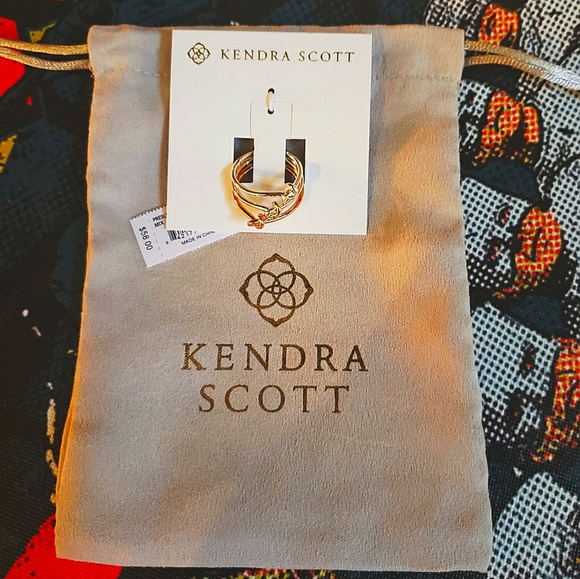 KENDRA SCOTT
$58.00
MADE IN CHINA
KENDRA
SCOTT